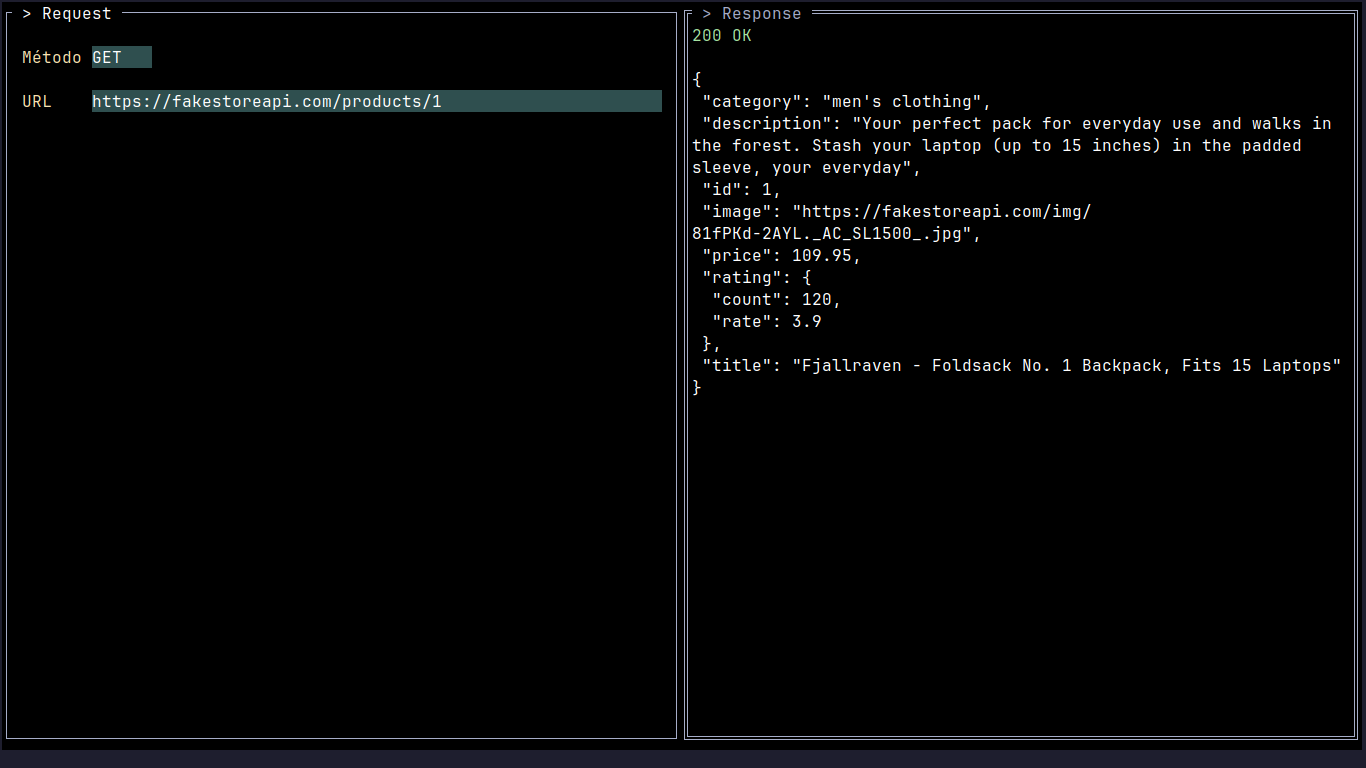 > Request
Método GET
URL https://fakestoreapi.com/products/1
> Response
200 OK
{
"category": "men's clothing",
"description": "Your perfect pack for everyday use and walks in
the forest. Stash your laptop (up to 15 inches) in the padded
sleeve, your everyday",
"id": 1,
"image": "https://fakestoreapi.com/img/
81fPKd-2AYL._AC_SL1500_.jpg",
"price": 109.95,
"rating": {
"count": 120,
"rate": 3.9
},
"title": "Fjallraven - Foldsack No. 1 Backpack, Fits 15 Laptops"
}